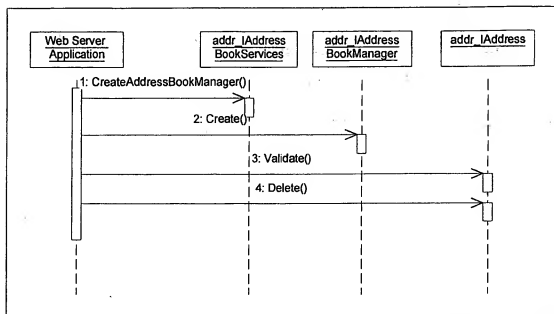 Web Server
Application
addr_IAddress
BookServices
addr_IAddress
BookManager
addr_IAddress
1: CreateAddressBookManager()
2: Create()
3: Validate()
4: Delete()